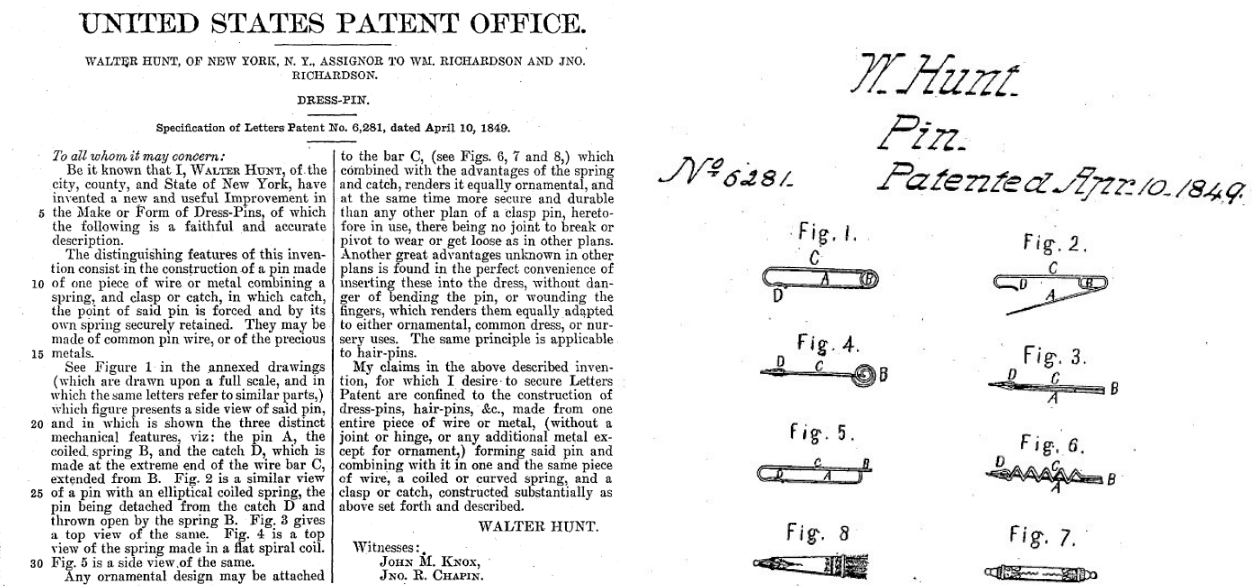 UNITED STATES PATENT OFFICE.
WALTER HUNT, OF NEW YORK, N. Y., ASSIGNOR TO WM. RICHARDSON AND JNO.
RICHARDSON.
DRESS-PIN.
Specification of Letters Patent No. 6,281, dated April 10, 1849.
To all whom it may concern:
Be it known that I, WALTER HUNT, of the
city, county, and State of New York, have
invented a new and useful Improvement in
5 the Make or Form of Dress-Pins, of which
the following is a faithful and accurate
description.
The distinguishing features of this inven-
tion consist in the construction of a pin made
10 of one piece of wire or metal combining a
spring, and clasp or catch, in which catch,
the point of said pin is forced and by its
own spring securely retained. They may be
made of common pin wire, or of the precious
15 metals.
See Figure 1 in the annexed drawings
(which are drawn upon a full scale, and in
which the same letters refer to similar parts,)
which figure presents a side view of said pin,
20 and in which is shown the three distinct
mechanical features, viz: the pin A, the
coiled spring B, and the catch D, which is
made at the extreme end of the wire bar C,
extended from B. Fig. 2 is a similar view
25 of a pin with an elliptical coiled spring, the
pin being detached from the catch D and
thrown open by the spring B. Fig. 3 gives
a top view of the same. Fig. 4 is a top
view of the spring made in a flat spiral coil.
30 Fig. 5 is a side view of the same.
Any ornamental design may be attached
to the bar C, (see Figs. 6, 7 and 8,) which
combined with the advantages of the spring
and catch, renders it equally ornamental, and
at the same time more secure and durable
than any other plan of a clasp pin, hereto-
fore in use, there being no joint to break or
pivot to wear or get loose as in other plans.
Another great advantages unknown in other
plans is found in the perfect convenience of
inserting these into the dress, without dan-
ger of bending the pin, or wounding the
fingers, which renders them equally adapted
to either ornamental, common dress, or nur-
sery uses. The same principle is applicable
to hair-pins.
My claims in the above described inven-
tion, for which I desire to secure Letters
Patent are confined to the construction of
dress-pins, hair-pins, &c., made from one
entire piece of wire or metal, (without a
joint or hinge, or any additional metal ex-
cept for ornament,) forming said pin and
combining with it in one and the same piece
of wire, a coiled or curved spring, and a
clasp or catch, constructed substantially as
above set forth and described.
WALTER HUNT.
Witnesses:
JOHN M. KNOX,
JNO. R. CHAPIN.
W. Hunt.
Pin.
Nº 6281. Patented Apr. 10. 1849.
Fig. 1.
C
A B
D
Fig. 2.
C
D B
A
Fig. 4.
D C B
Fig. 3.
D C B
A
Fig. 5.
C B
D A
Fig. 6.
D C B
A
Fig. 8
Fig. 7.